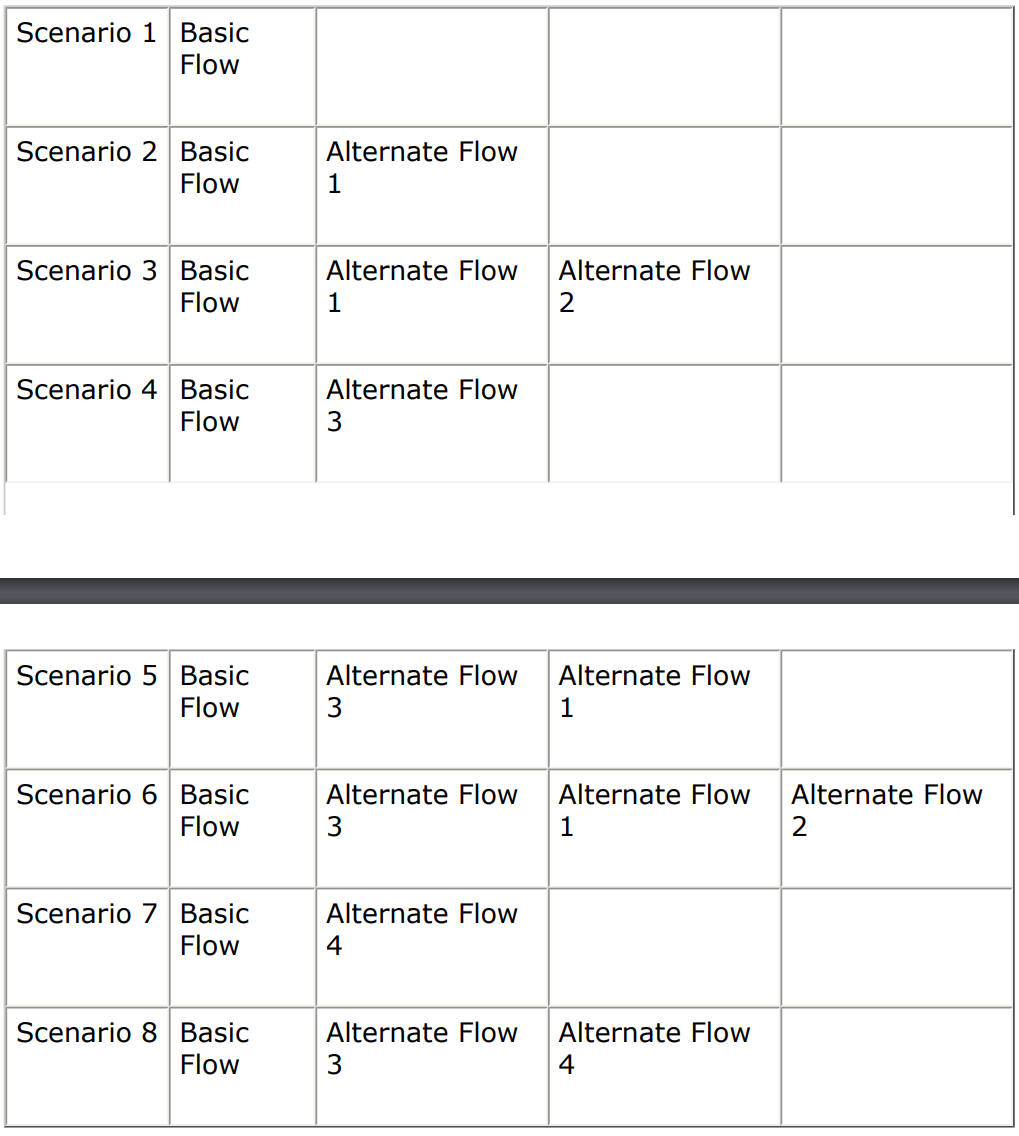 Scenario 1 Basic
Flow
Scenario 2 Basic Alternate Flow
Flow 1
Scenario 3 Basic Alternate Flow Alternate Flow
Flow 1 2
Scenario 4 Basic Alternate Flow
Flow 3
Scenario 5 Basic Alternate Flow Alternate Flow
Flow 3 1
Scenario 6 Basic Alternate Flow Alternate Flow Alternate Flow
Flow 3 1 2
Scenario 7 Basic Alternate Flow
Flow 4
Scenario 8 Basic Alternate Flow Alternate Flow
Flow 3 4